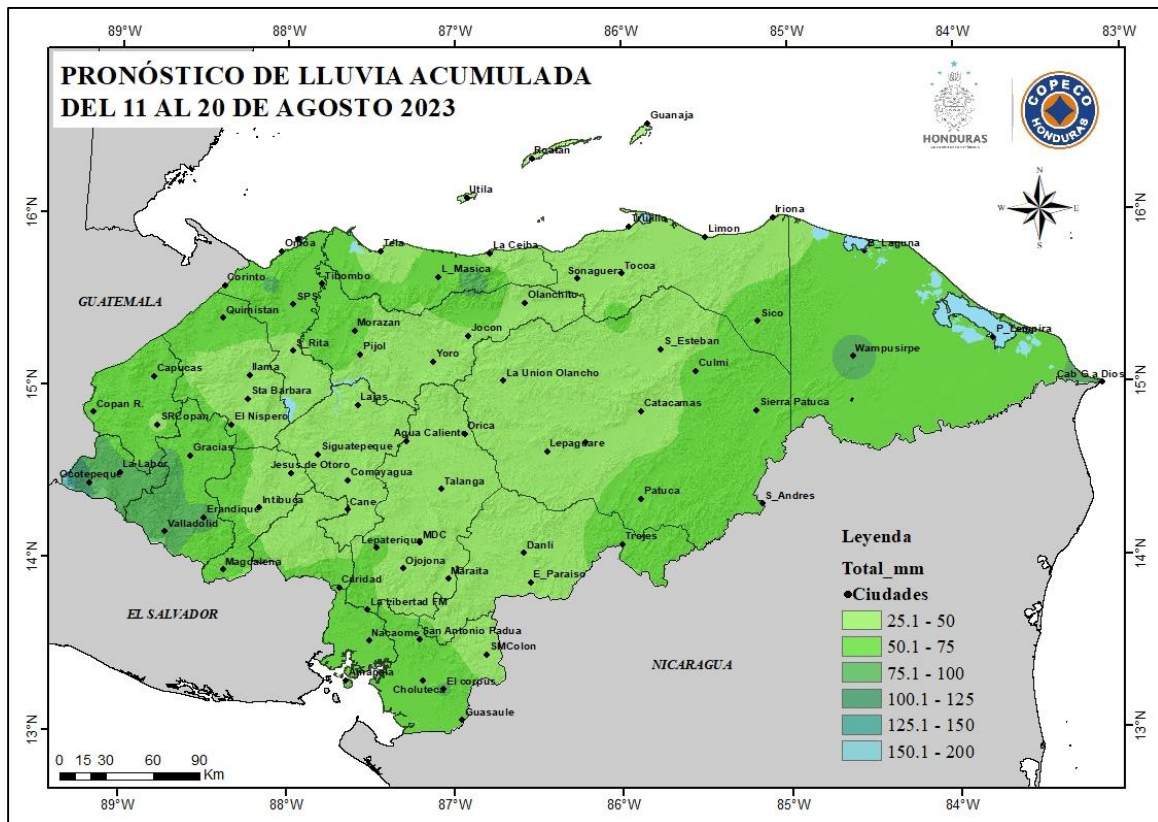 89°W 88°W 87°W 86°W 85°W 84°W 83°W
PRONÓSTICO DE LLUVIA ACUMULADA
DEL 11 AL 20 DE AGOSTO 2023
HONDURAS
COPECO
HONDURAS
N
W E
S
Guanaja
Roatan
Utila
16°N
16°N
Trujillo
Iriona
Limon
Omoa
Tela
La Ceiba
B_Laguna
Corinto
Tibombo
L_Masica
Sonaguera
Tocoa
GUATEMALA
SPS
Olanchito
Quimistan
Morazan
Jocon
Sico
S_Rita
Pijol
Yoro
S_Esteban
P_Lempira
Wampusirpe
Capucas
Ilama
La Union Olancho
Culmi
Cab G a Dios
15°N
15°N
Sta Barbara
Lajas
Copan R.
SRCopan
El Nispero
Catacamas
Sierra Patuca
Agua Caliente
Orica
Gracias
Siguatepeque
Lepaguare
La Labor
Jesus de Otoro
Comayagua
Ocotepeque
Talanga
Intibuca
Cane
Patuca
S_Andres
Erandique
Valladolid
MDC
Trojes
14°N
14°N
Lepaterique
Danli
Magdalena
Ojojona
Maraita
E_Paraiso
Caridad
La Libertad FM
EL SALVADOR
Nacaome
San Antonio Padua
SMColon
NICARAGUA
Amapala
Choluteca
El corpus
Guasaule
13°N
13°N
Leyenda
Total_mm
Ciudades
25.1 - 50
50.1 - 75
75.1 - 100
100.1 - 125
125.1 - 150
150.1 - 200
0 15 30 60 90
Km
89°W 88°W 87°W 86°W 85°W 84°W